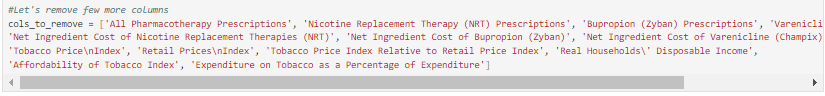 #Let's remove few more columns
cols_to_remove = ['All Pharmacotherapy Prescriptions', 'Nicotine Replacement Therapy (NRT) Prescriptions', 'Bupropion (Zyban) Prescriptions', 'Varenicli
'Net Ingredient Cost of Nicotine Replacement Therapies (NRT)', 'Net Ingredient Cost of Bupropion (Zyban)', 'Net Ingredient Cost of Varenicline (Champix)
'Tobacco Price\nIndex', 'Retail Prices\nIndex', 'Tobacco Price Index Relative to Retail Price Index', 'Real Households\' Disposable Income',
'Affordability of Tobacco Index', 'Expenditure on Tobacco as a Percentage of Expenditure']